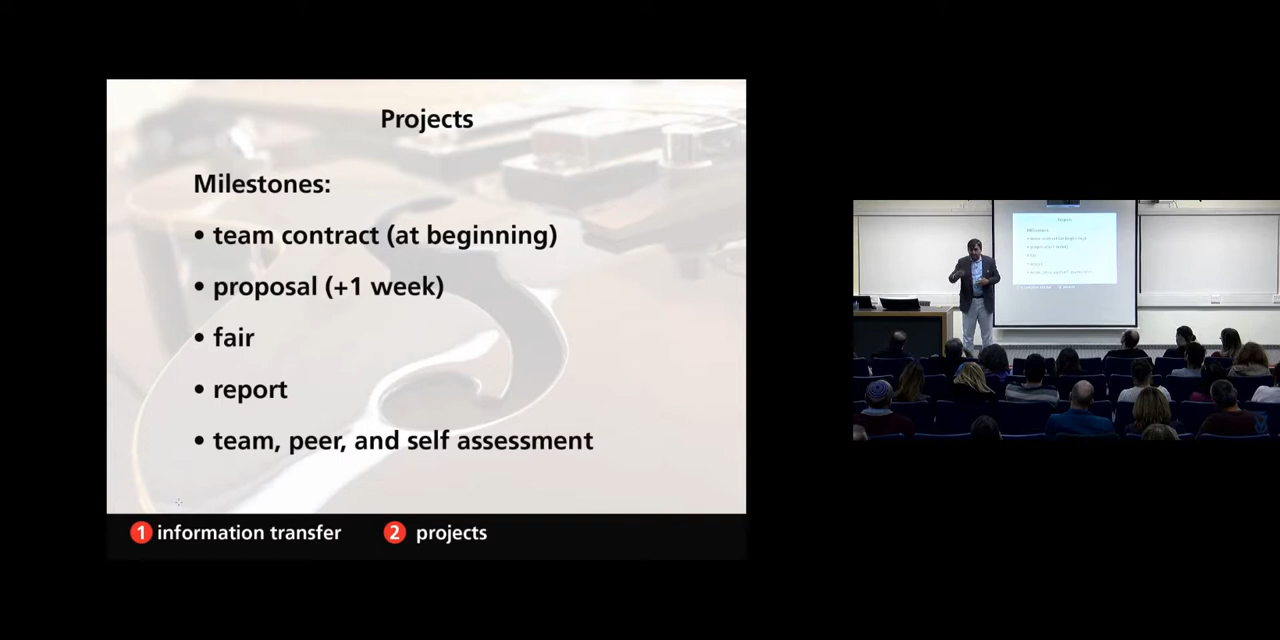 Projects
Milestones:
• team contract (at beginning)
• proposal (+1 week)
• fair
• report
• team, peer, and self assessment
1 information transfer 2 projects